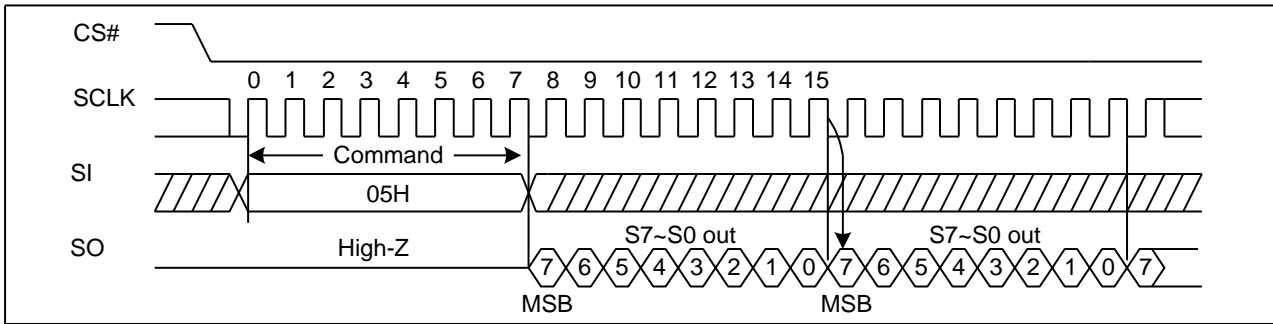 CS#
0 1 2 3 4 5 6 7 8 9 10 11 12 13 14 15
SCLK
Command
SI
05H
S7~S0 out S7~S0 out
SO High-Z
7 6 5 4 3 2 1 0 7 6 5 4 3 2 1 0 7
MSB MSB